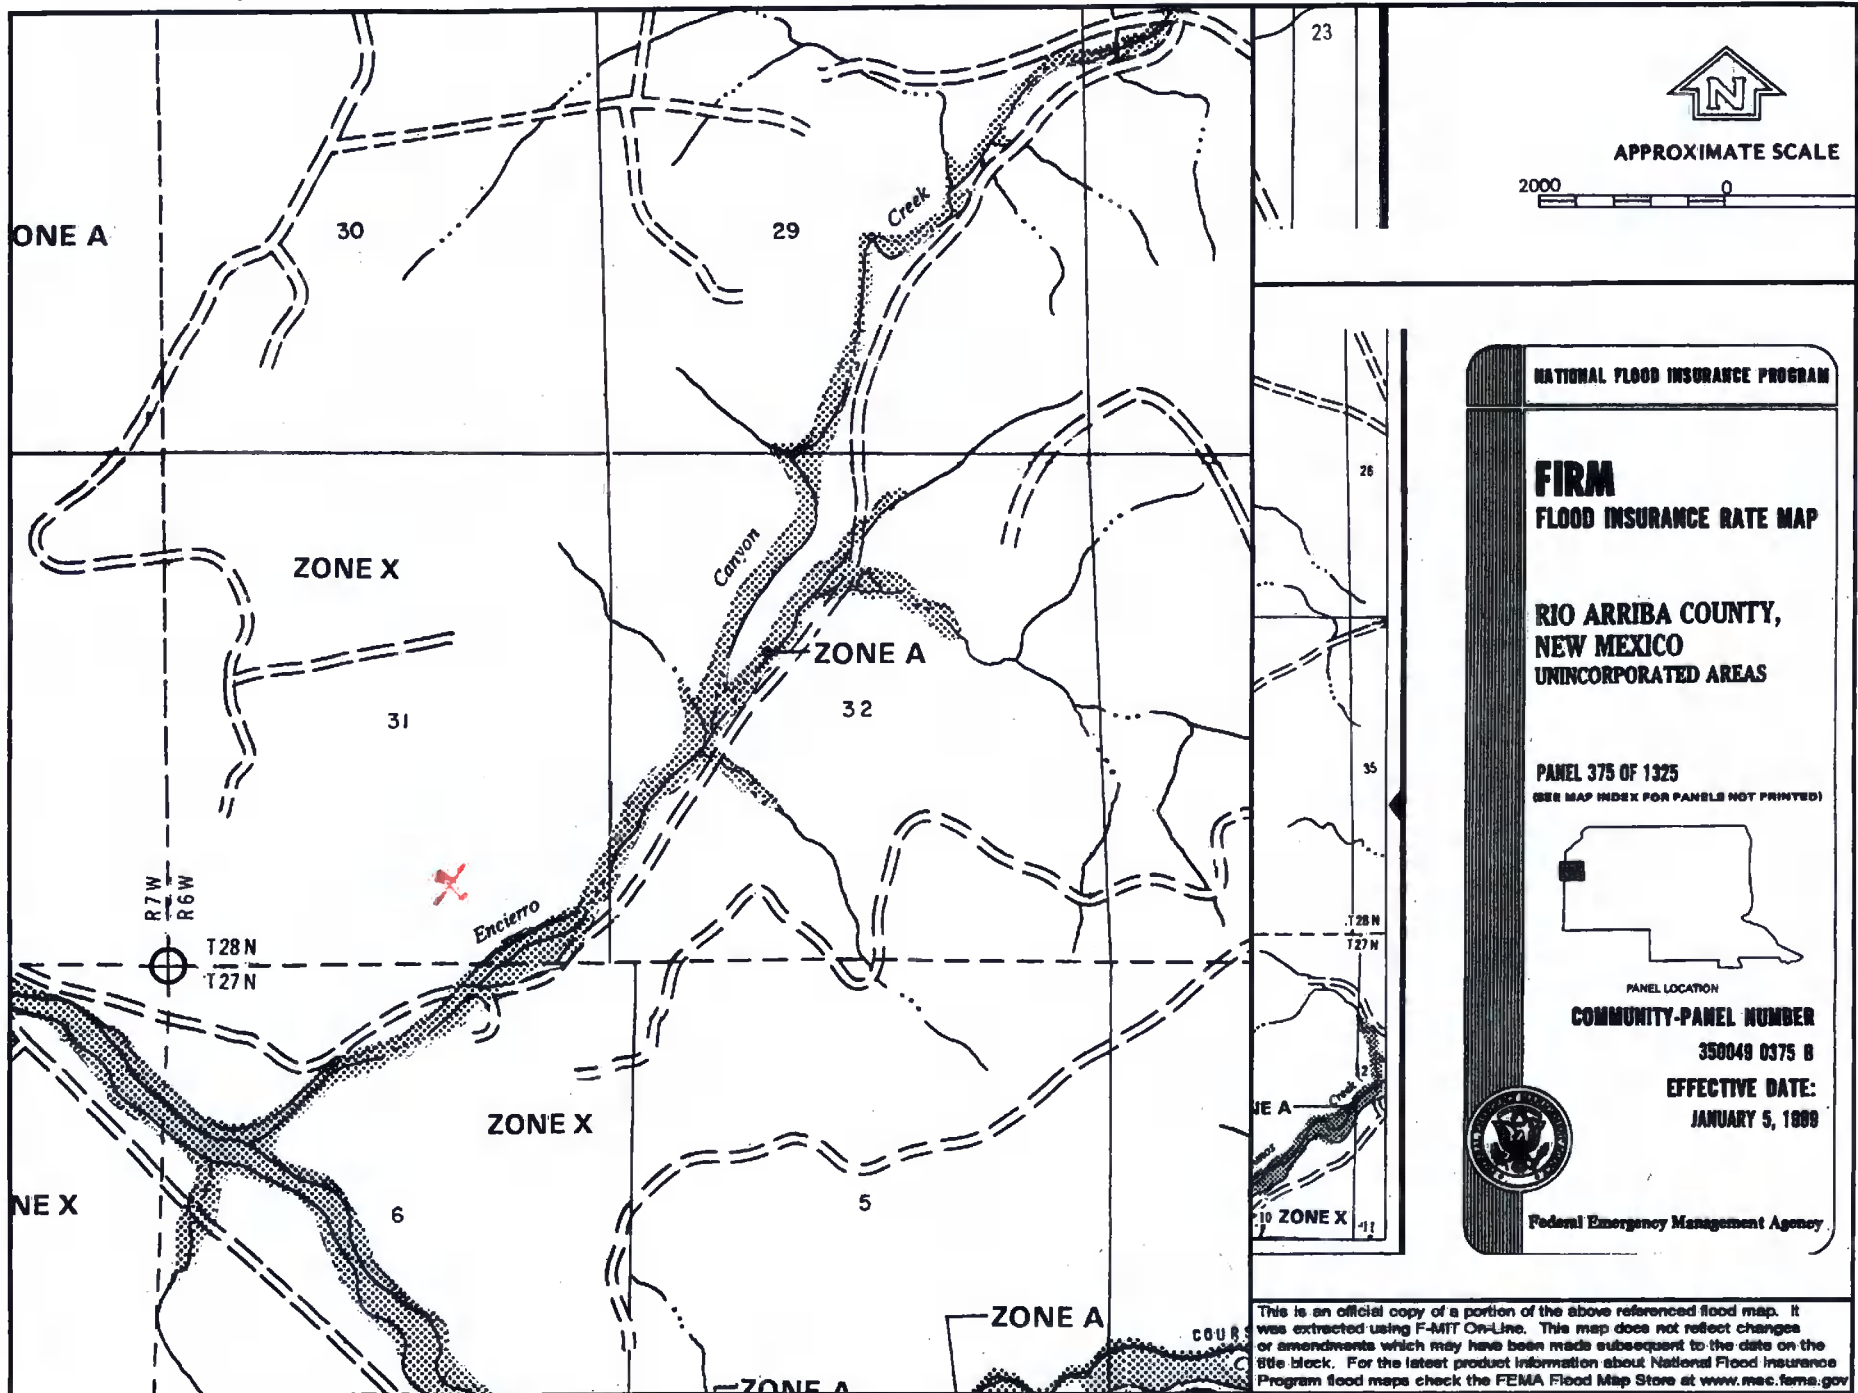 23
N
APPROXIMATE SCALE
2000 0
ONE A
30
29
Creek
NATIONAL FLOOD INSURANCE PROGRAM
FIRM
FLOOD INSURANCE RATE MAP
26
ZONE X
Canyon
RIO ARRIBA COUNTY,
NEW MEXICO
UNINCORPORATED AREAS
ZONE A
31
32
35
PANEL 375 OF 1325
(SEE MAP INDEX FOR PANELS NOT PRINTED)
R7W
R6W
Encierro
T28N
T27N
T28N
T27N
PANEL LOCATION
COMMUNITY-PANEL NUMBER
350049 0375 B
EFFECTIVE DATE:
JANUARY 5, 1989
2
Creek
NE A
ZONE X
NE X
6
5
10 ZONE X 11
Federal Emergency Management Agency
ZONE A
COURS
C
ZONE A
This is an official copy of a portion of the above referenced flood map. It
was extracted using F-MIT On-Line. This map does not reflect changes
or amendments which may have been made subsequent to the date on the
title block. For the latest product information about National Flood Insurance
Program flood maps check the FEMA Flood Map Store at www.msc.fema.gov